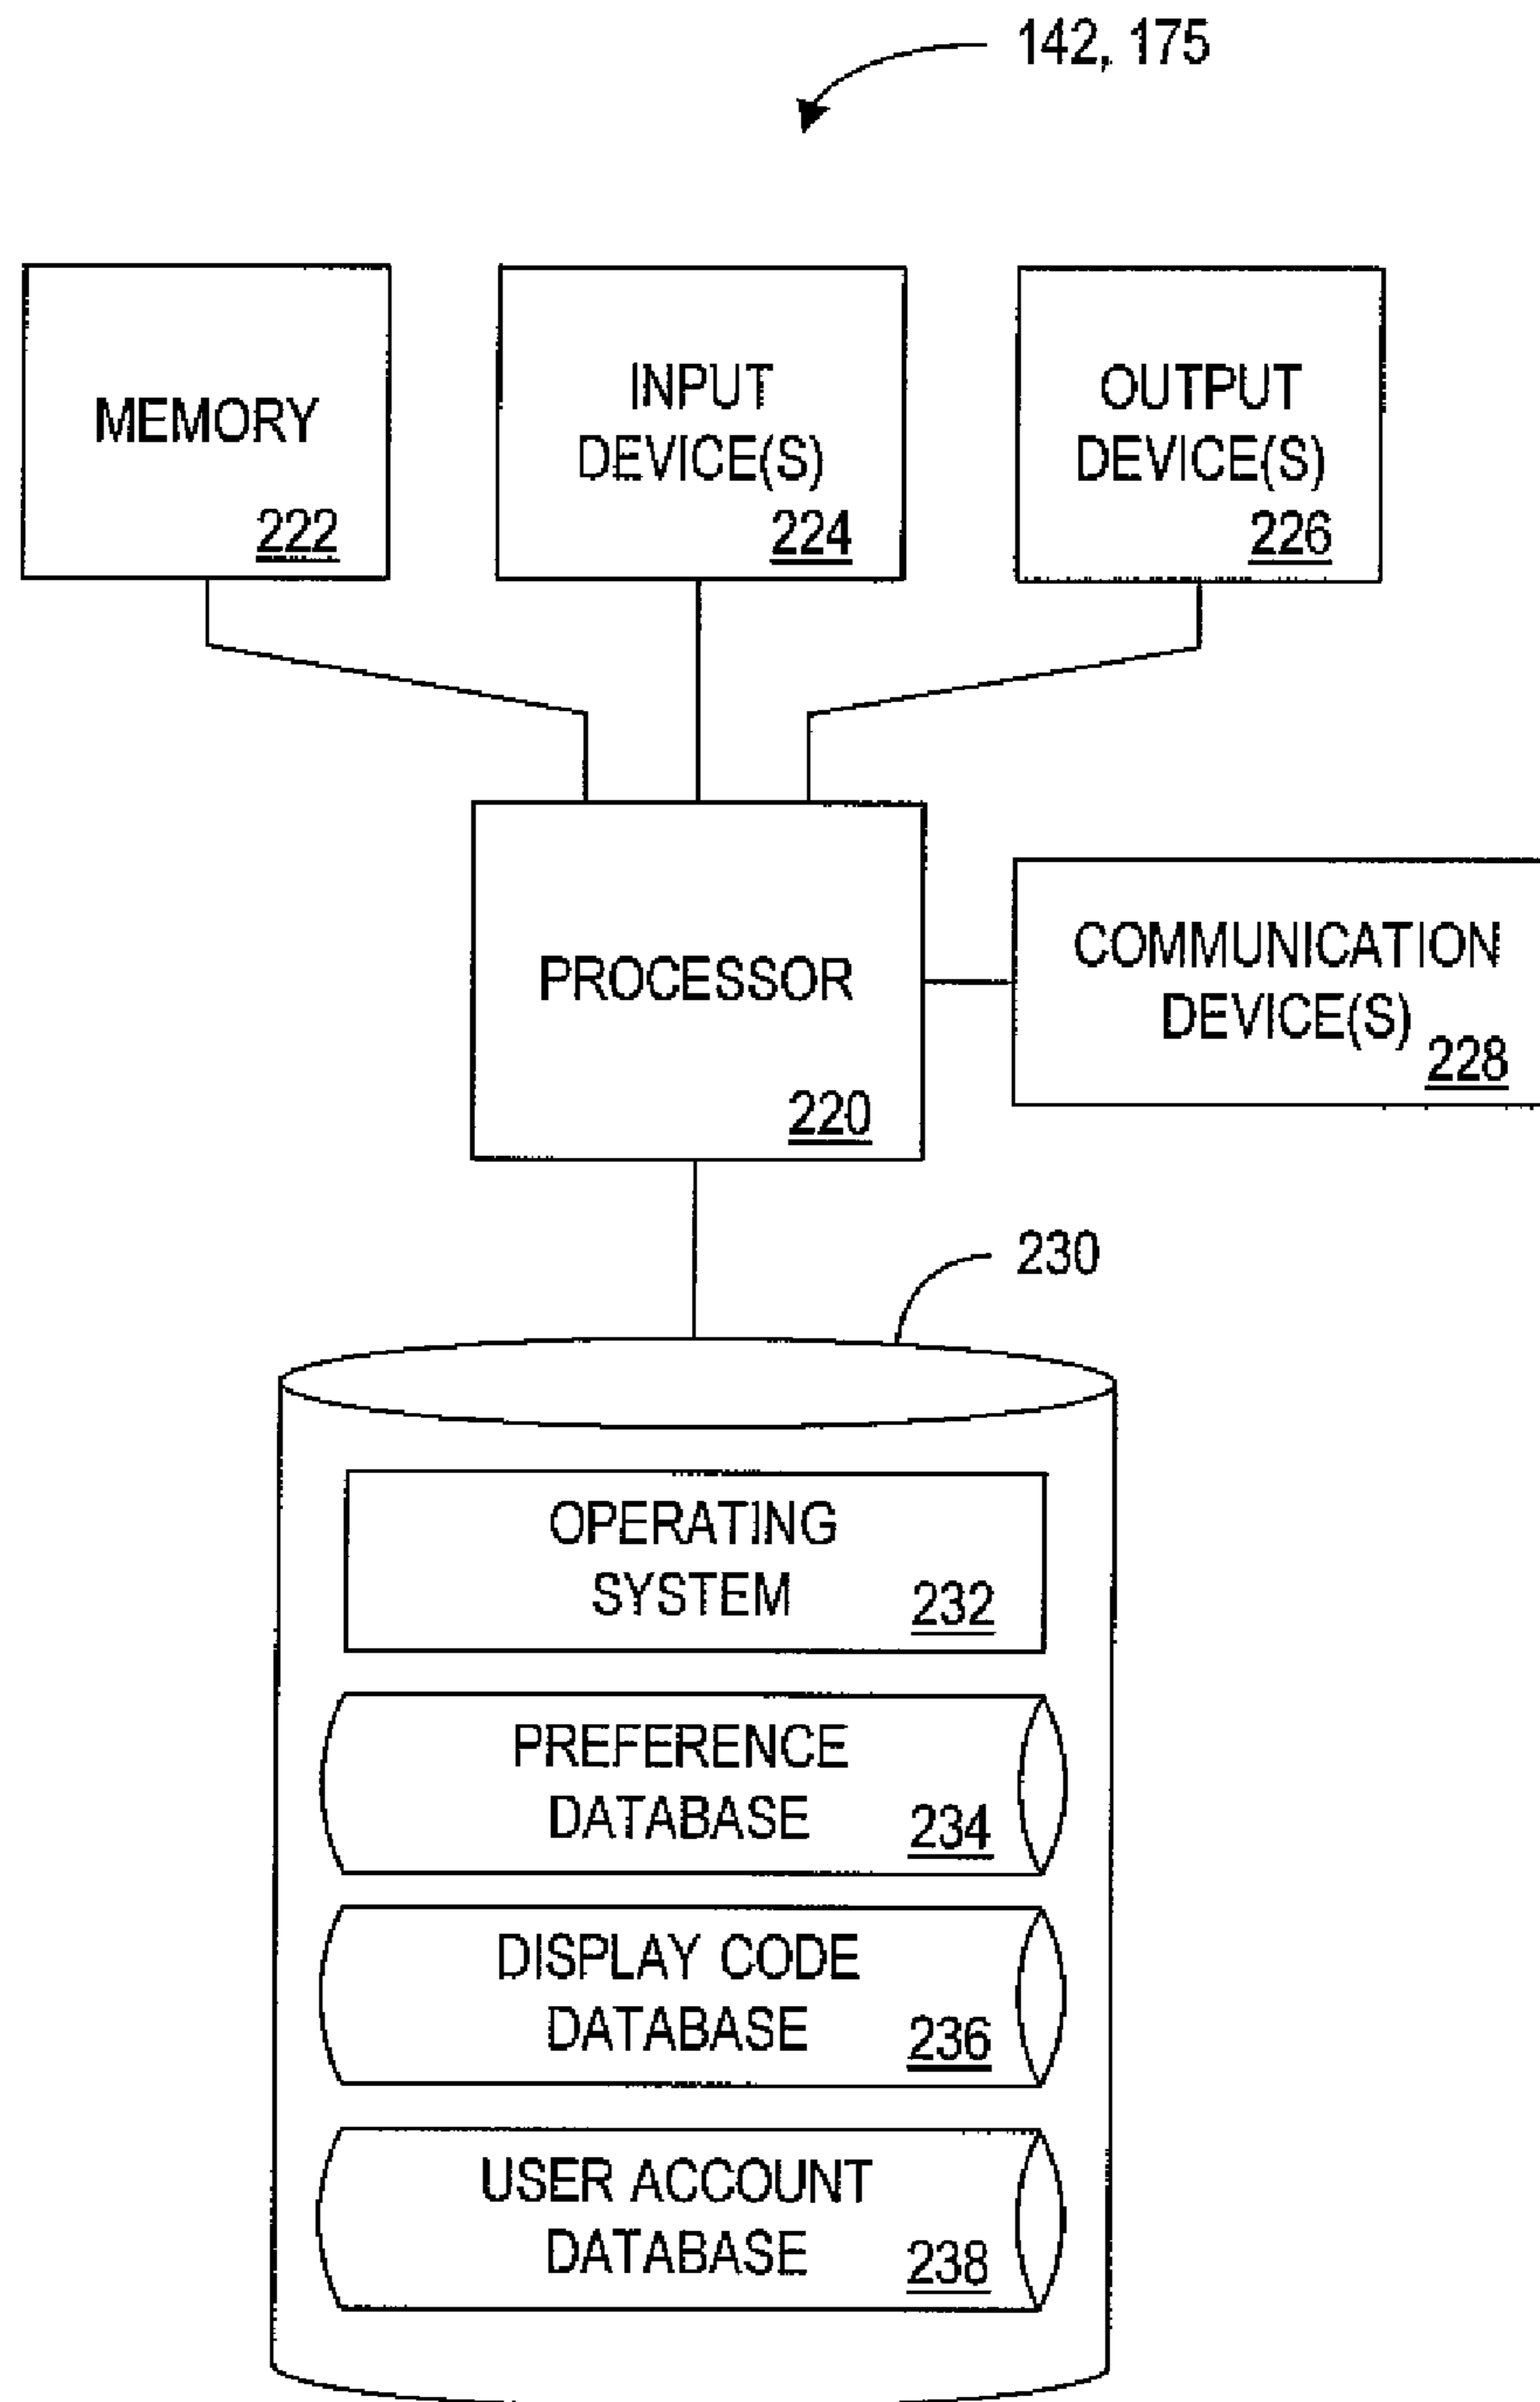 142, 175
MEMORY
222
INPUT
DEVICE(S)
224
OUTPUT
DEVICE(S)
226
PROCESSOR
220
COMMUNICATION
DEVICE(S)
228
230
OPERATING
SYSTEM
232
PREFERENCE
DATABASE
234
DISPLAY CODE
DATABASE
236
USER ACCOUNT
DATABASE
238